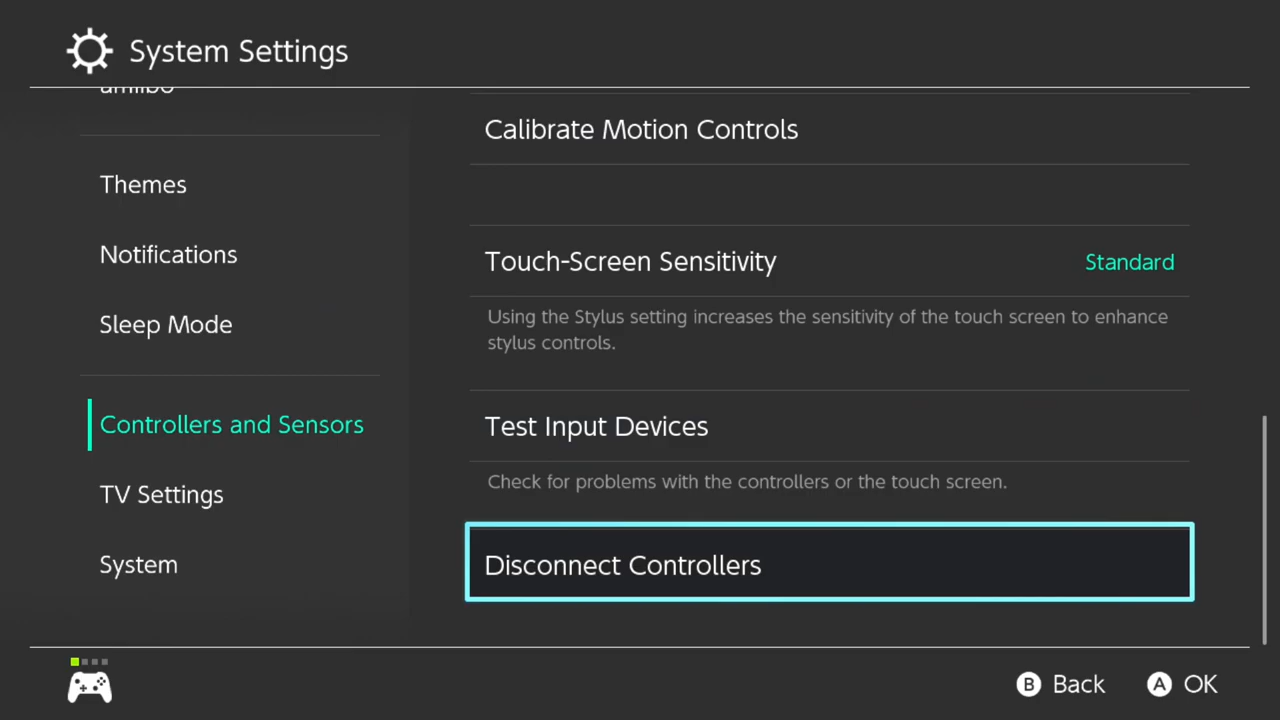 System Settings
amiibo
Themes
Notifications
Sleep Mode
Controllers and Sensors
TV Settings
System
Calibrate Motion Controls
Touch-Screen Sensitivity Standard
Using the Stylus setting increases the sensitivity of the touch screen to enhance
stylus controls.
Test Input Devices
Check for problems with the controllers or the touch screen.
Disconnect Controllers
B Back A OK